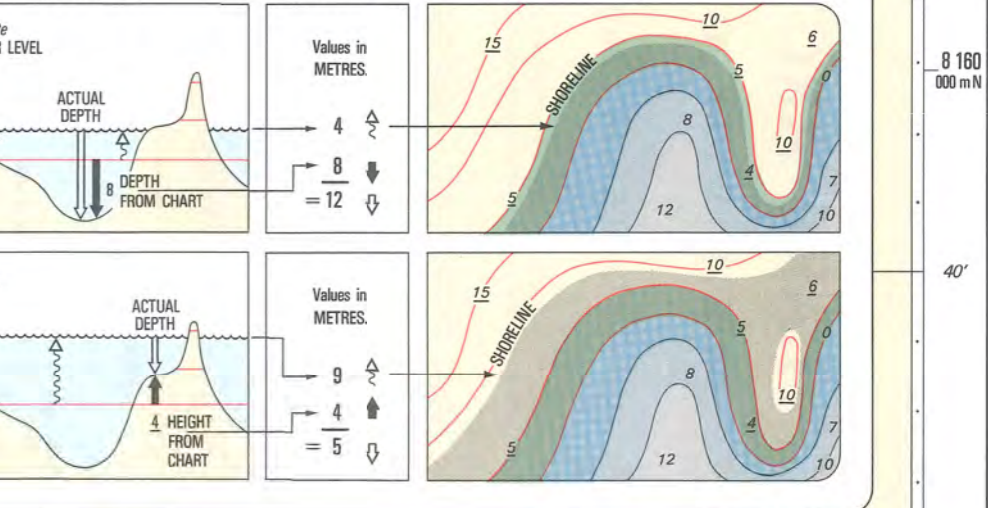 LEVEL
ACTUAL
DEPTH
8
DEPTH
FROM CHART
Values in
METRES.
4
8
= 12
15
10
6
SHORELINE
5
0
8
10
4
7
5
12
10
8 160
000 m N
40'
ACTUAL
DEPTH
4 HEIGHT
FROM
CHART
Values in
METRES.
9
4
= 5
15
10
6
SHORELINE
5
0
8
10
4
7
5
12
10